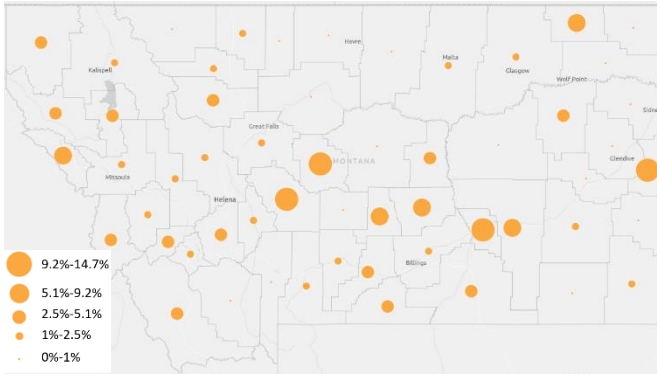 Havre
Kalispell
Malta
Glasgow
Wolf Point
Sidne
Great Falls
MONTANA
Glendive
Missoula
Helena
Billings
9.2%-14.7%
5.1%-9.2%
2.5%-5.1%
1%-2.5%
0%-1%